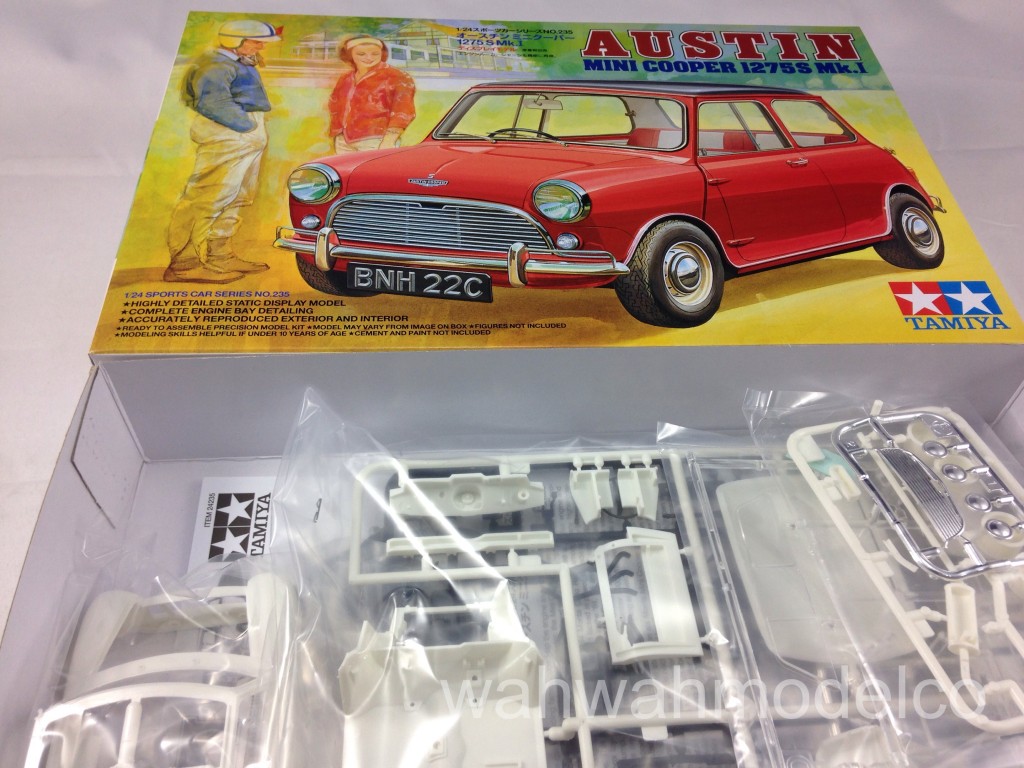 1:24スポーツカーシリーズNO.235
オースチン ミニクーパー
1275S Mk.I
AUSTIN
MINI COOPER 1275S Mk.I
S
BNH 22C
1:24 SPORTS CAR SERIES NO.235
★HIGHLY DETAILED STATIC DISPLAY MODEL
★COMPLETE ENGINE BAY DETAILING
★ACCURATELY REPRODUCED EXTERIOR AND INTERIOR
★READY TO ASSEMBLE PRECISION MODEL KIT ★MODEL MAY VARY FROM IMAGE ON BOX ★FIGURES NOT INCLUDED
★MODELING SKILLS HELPFUL IF UNDER 10 YEARS OF AGE ★CEMENT AND PAINT NOT INCLUDED
TAMIYA
ITEM 24235
TAMIYA
wahwahmodelco